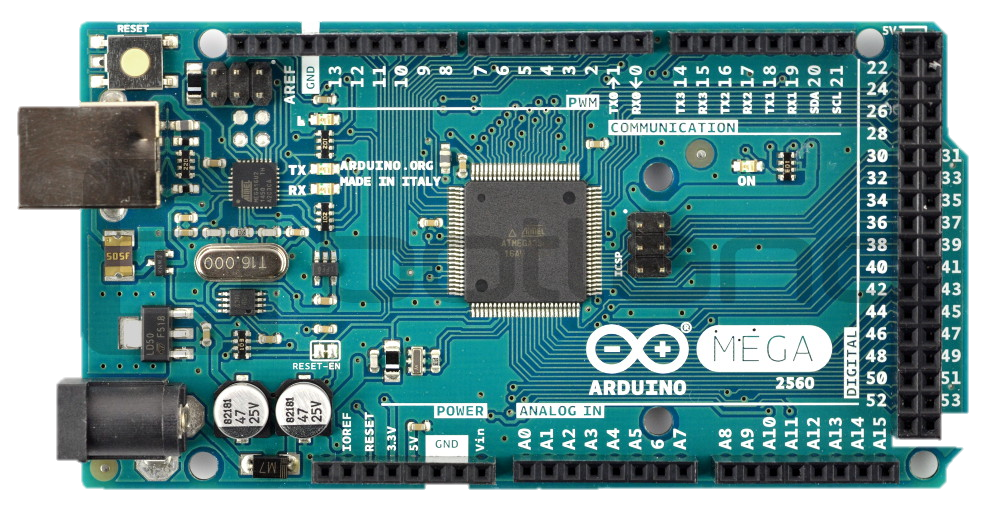 RESET
5V
AREF
GND
13
12
11
10
9
8
7
6
5
4
3
2
TX0→1
RX0←0
TX3 14
RX3 15
TX2 16
RX2 17
TX1 18
RX1 19
SDA 20
SCL 21
PWM
COMMUNICATION
L
TX
RX
ARDUINO.ORG
MADE IN ITALY
ON
ICSP
22
24
26
28
30 31
32 33
34 35
36 37
38 39
40 41
42 43
44 45
46 47
48 49
50 51
52 53
DIGITAL
T16.000
505F
RESET-EN
®
MEGA
ARDUINO
2560
82181
47
25V
82181
47
25V
M7
POWER
ANALOG IN
IOREF
RESET
3.3V
5V
GND
Vin
A0
A1
A2
A3
A4
A5
6
A7
A8
A9
A10
A11
A12
A13
A14
A15